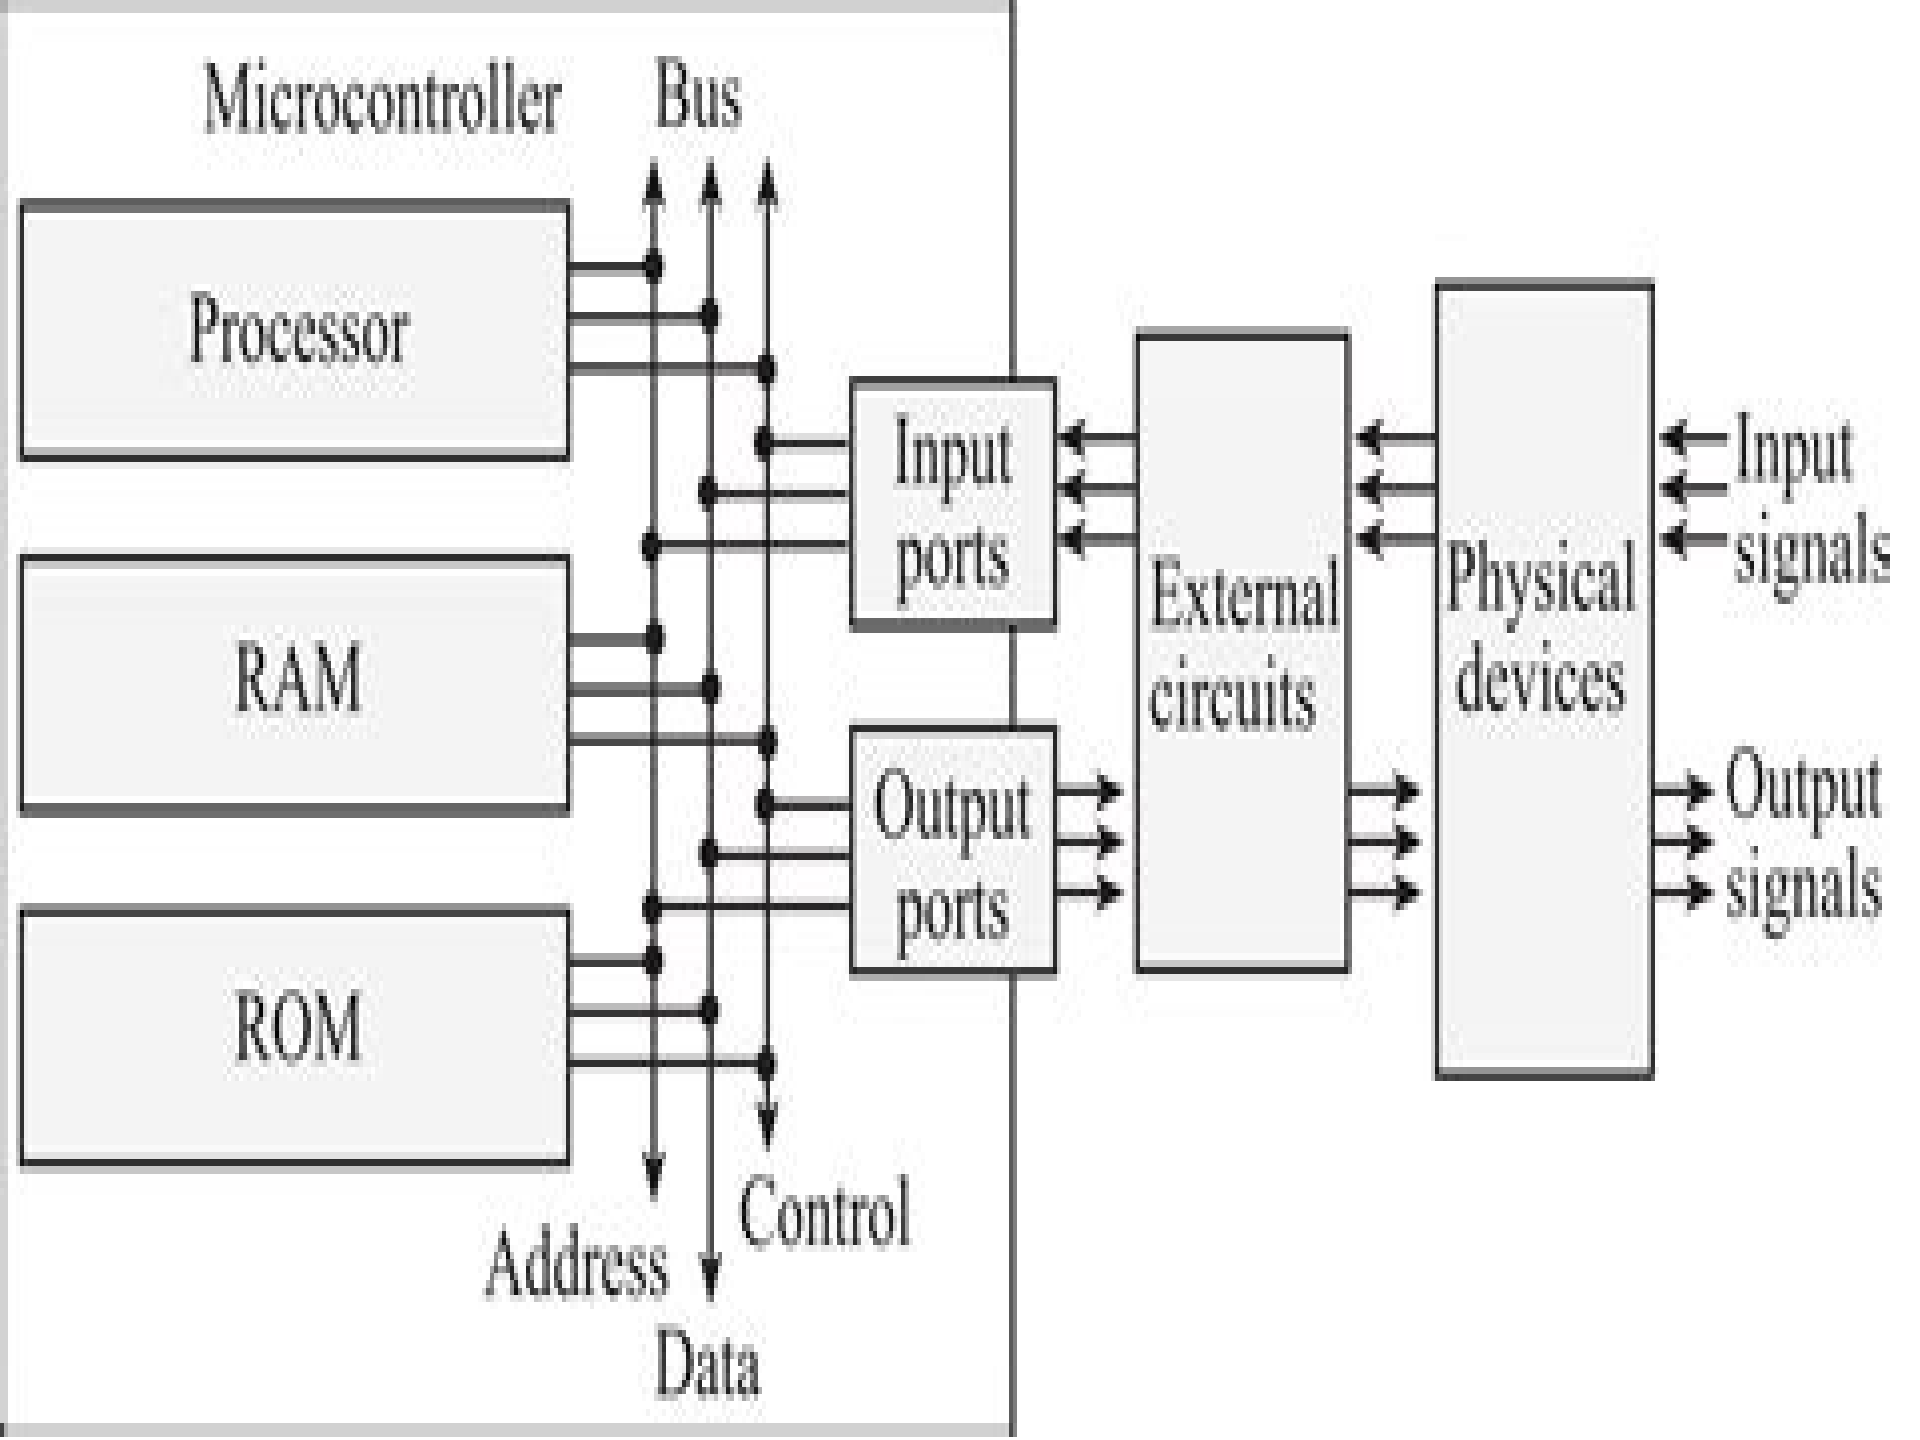 Microcontroller Bus
Processor
RAM
ROM
Input
ports
Output
ports
External
circuits
Physical
devices
Input
signals
Output
signals
Control
Address
Data